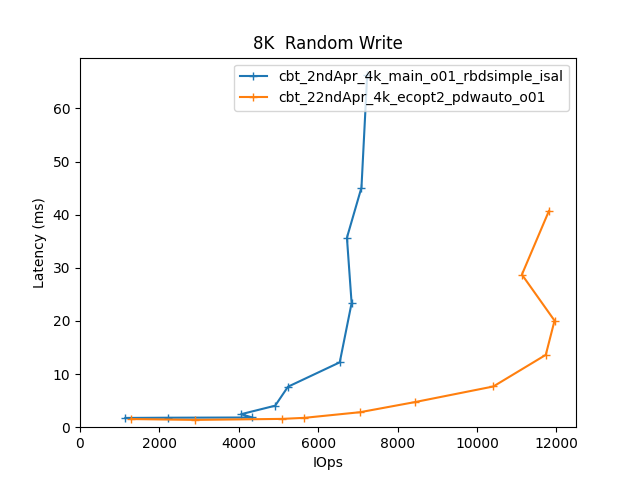 8K  Random Write
cbt_2ndApr_4k_main_o01_rbdsimple_isal
cbt_22ndApr_4k_ecopt2_pdwauto_o01
Latency (ms)
60
50
40
30
20
10
0
0 2000 4000 6000 8000 10000 12000
IOps